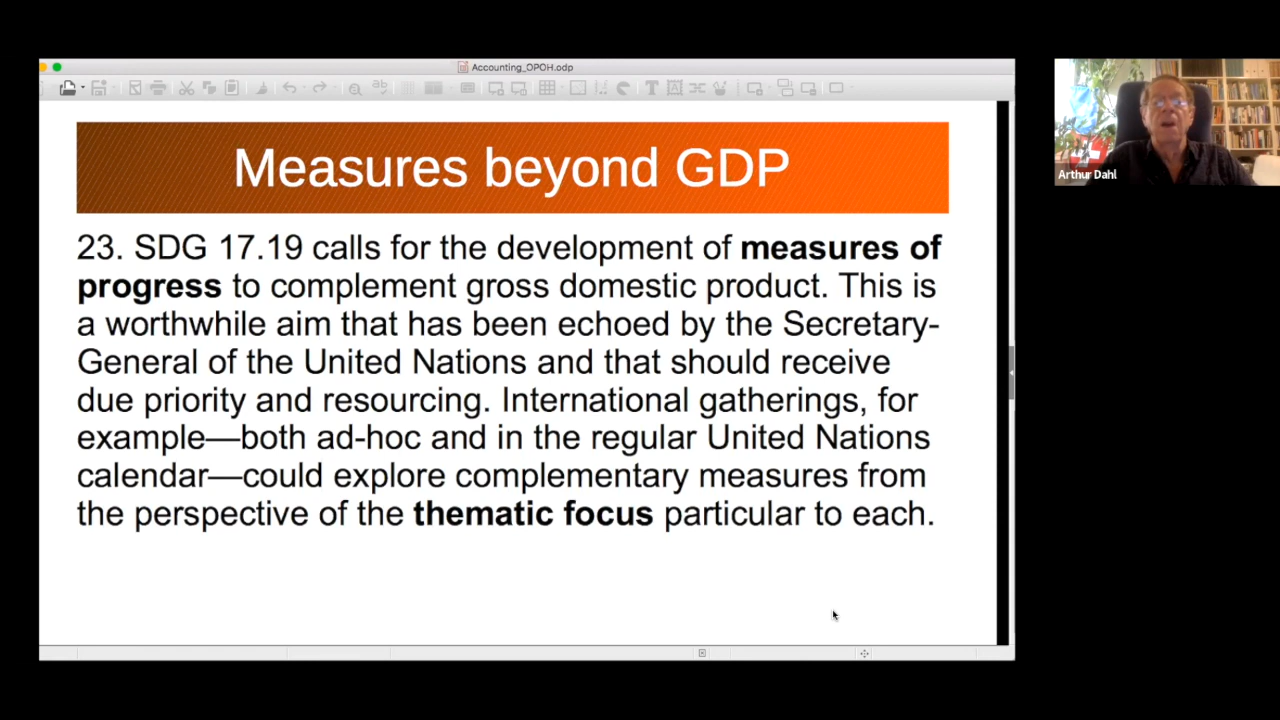 Accounting_OPOH.odp
Measures beyond GDP
23. SDG 17.19 calls for the development of measures of
progress to complement gross domestic product. This is
a worthwhile aim that has been echoed by the Secretary-
General of the United Nations and that should receive
due priority and resourcing. International gatherings, for
example—both ad-hoc and in the regular United Nations
calendar—could explore complementary measures from
the perspective of the thematic focus particular to each.
Arthur Dahl